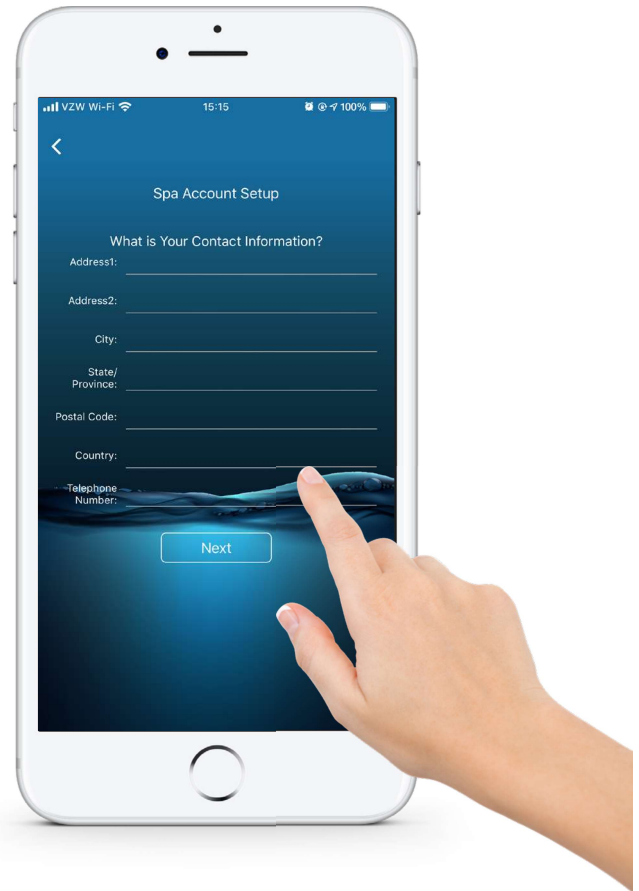 VZW Wi-Fi 15:15 100%
Spa Account Setup
What is Your Contact Information?
Address1:
Address2:
City:
State/
Province:
Postal Code:
Country:
Telephone
Number:
Next